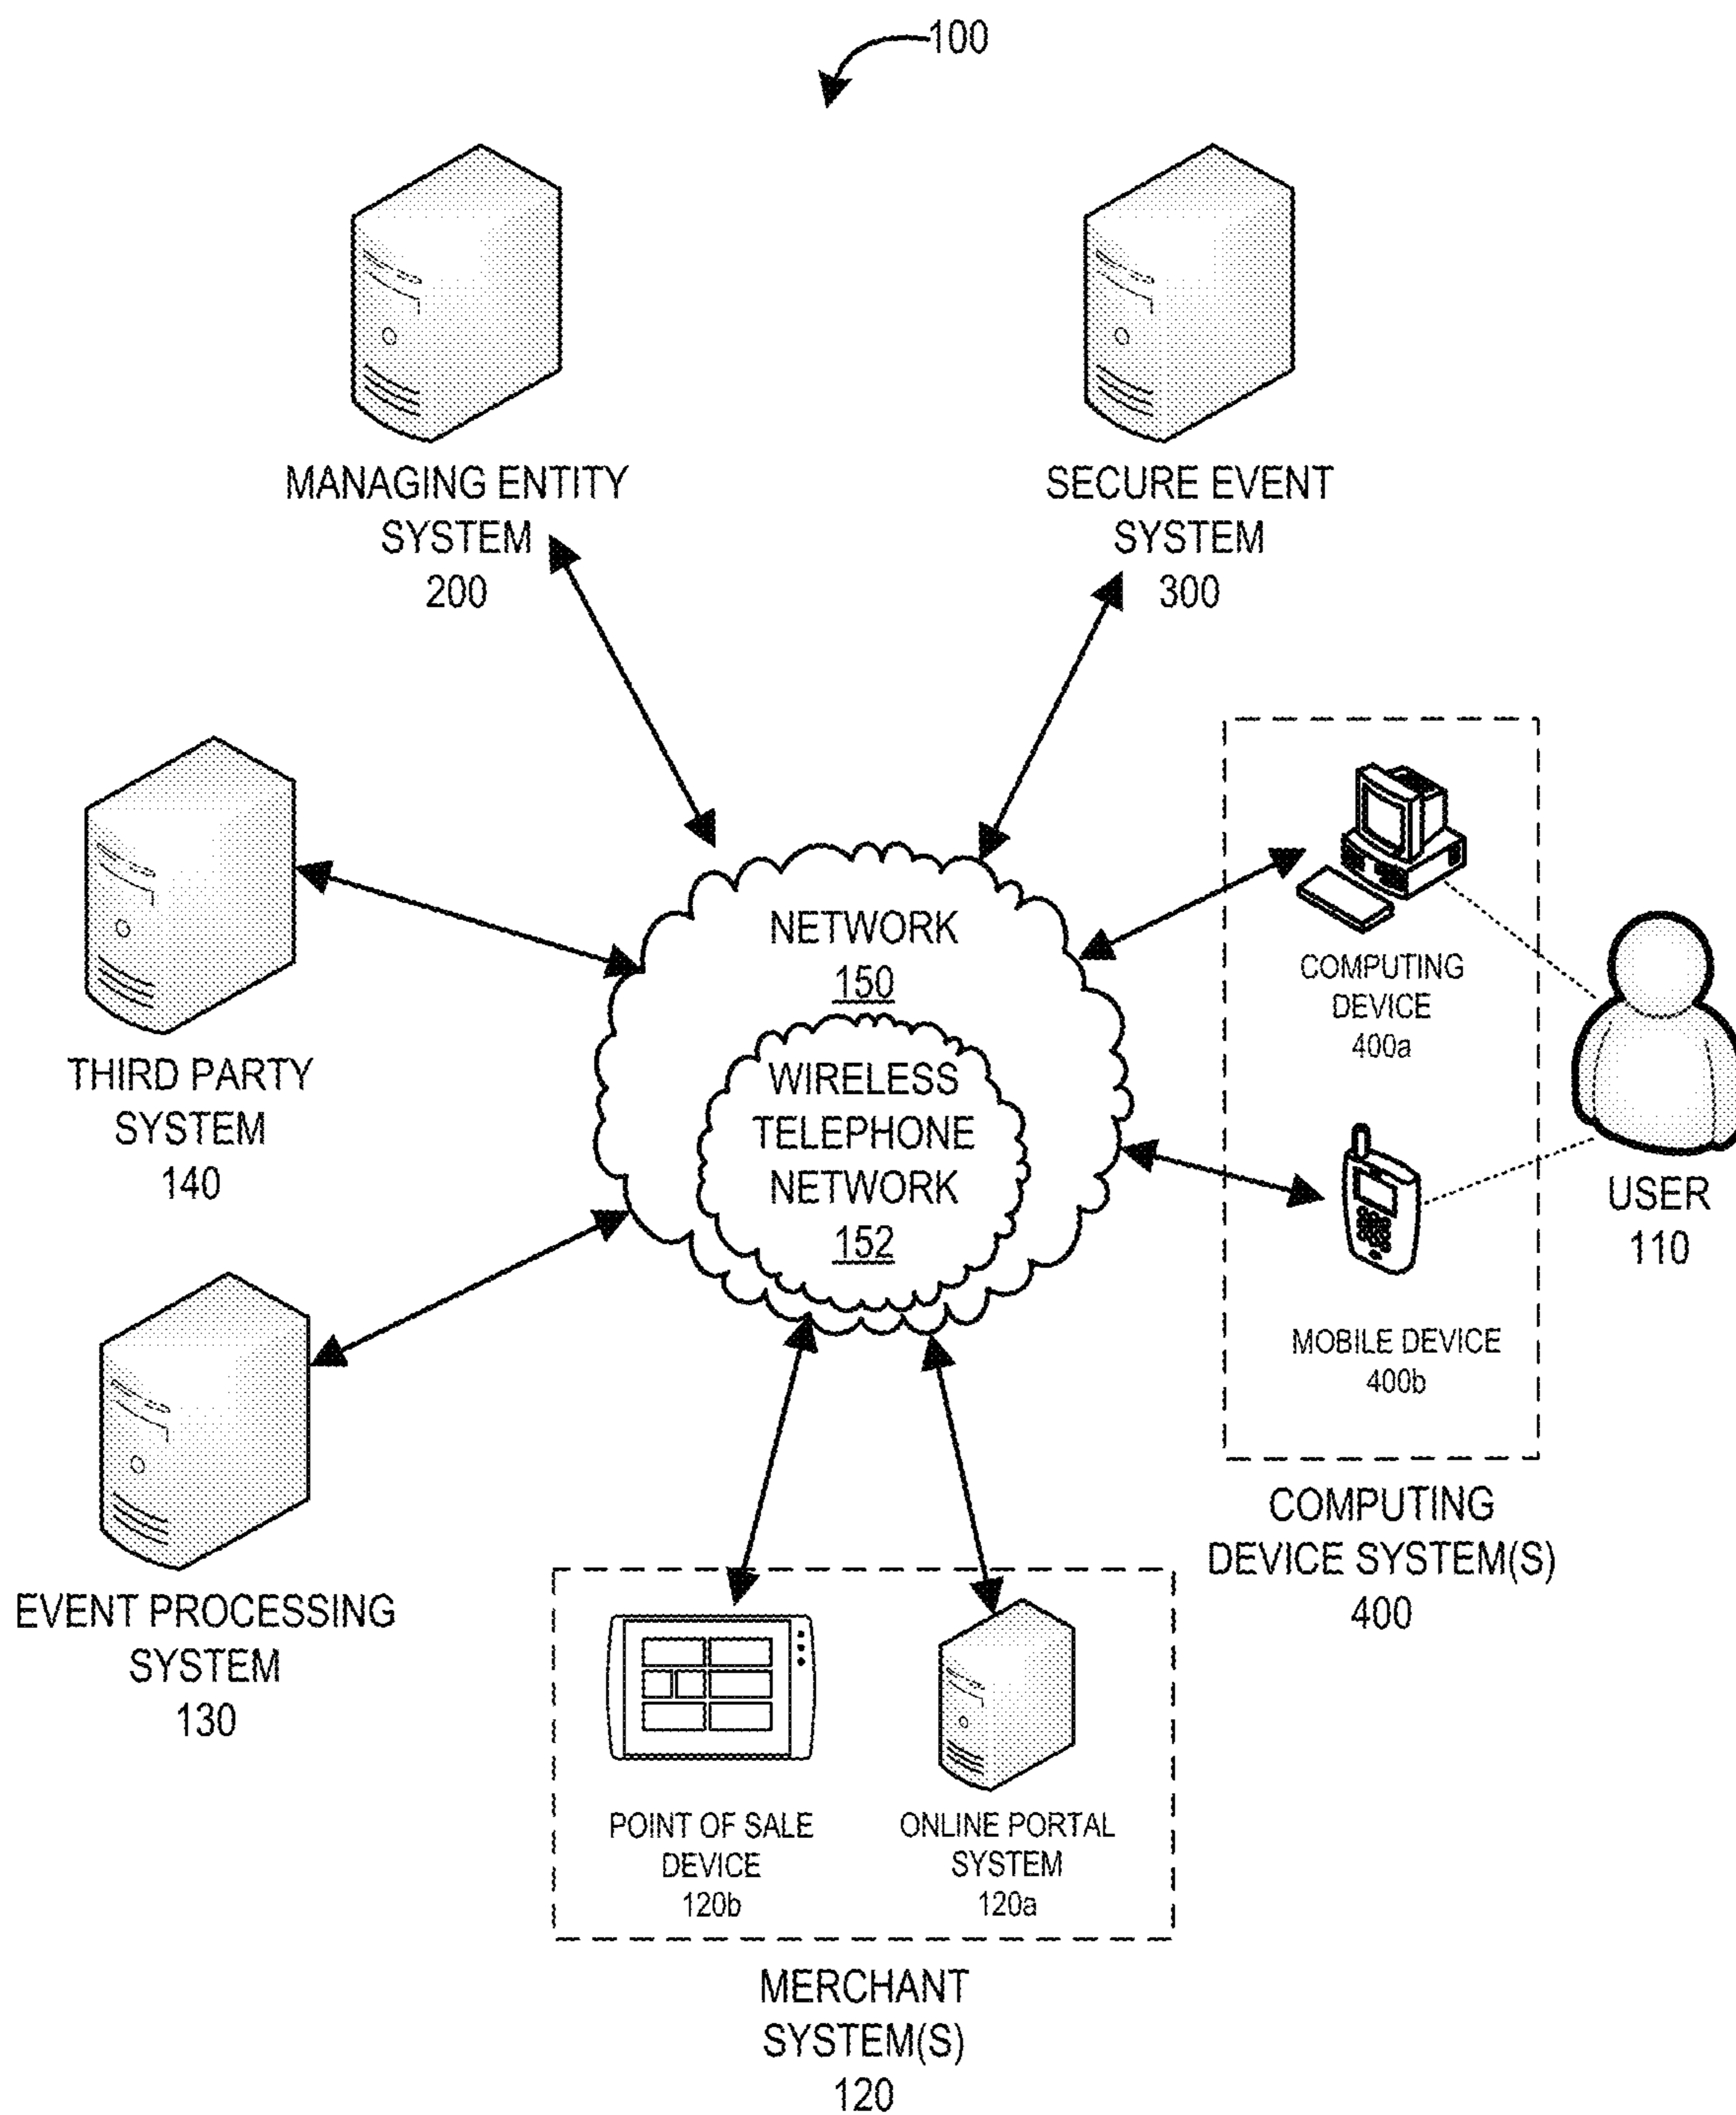 100
MANAGING ENTITY
SYSTEM
200
SECURE EVENT
SYSTEM
300
THIRD PARTY
SYSTEM
140
NETWORK
150
WIRELESS
TELEPHONE
NETWORK
152
COMPUTING
DEVICE
400a
MOBILE DEVICE
400b
USER
110
COMPUTING
DEVICE SYSTEM(S)
400
EVENT PROCESSING
SYSTEM
130
POINT OF SALE
DEVICE
120b
ONLINE PORTAL
SYSTEM
120a
MERCHANT
SYSTEM(S)
120